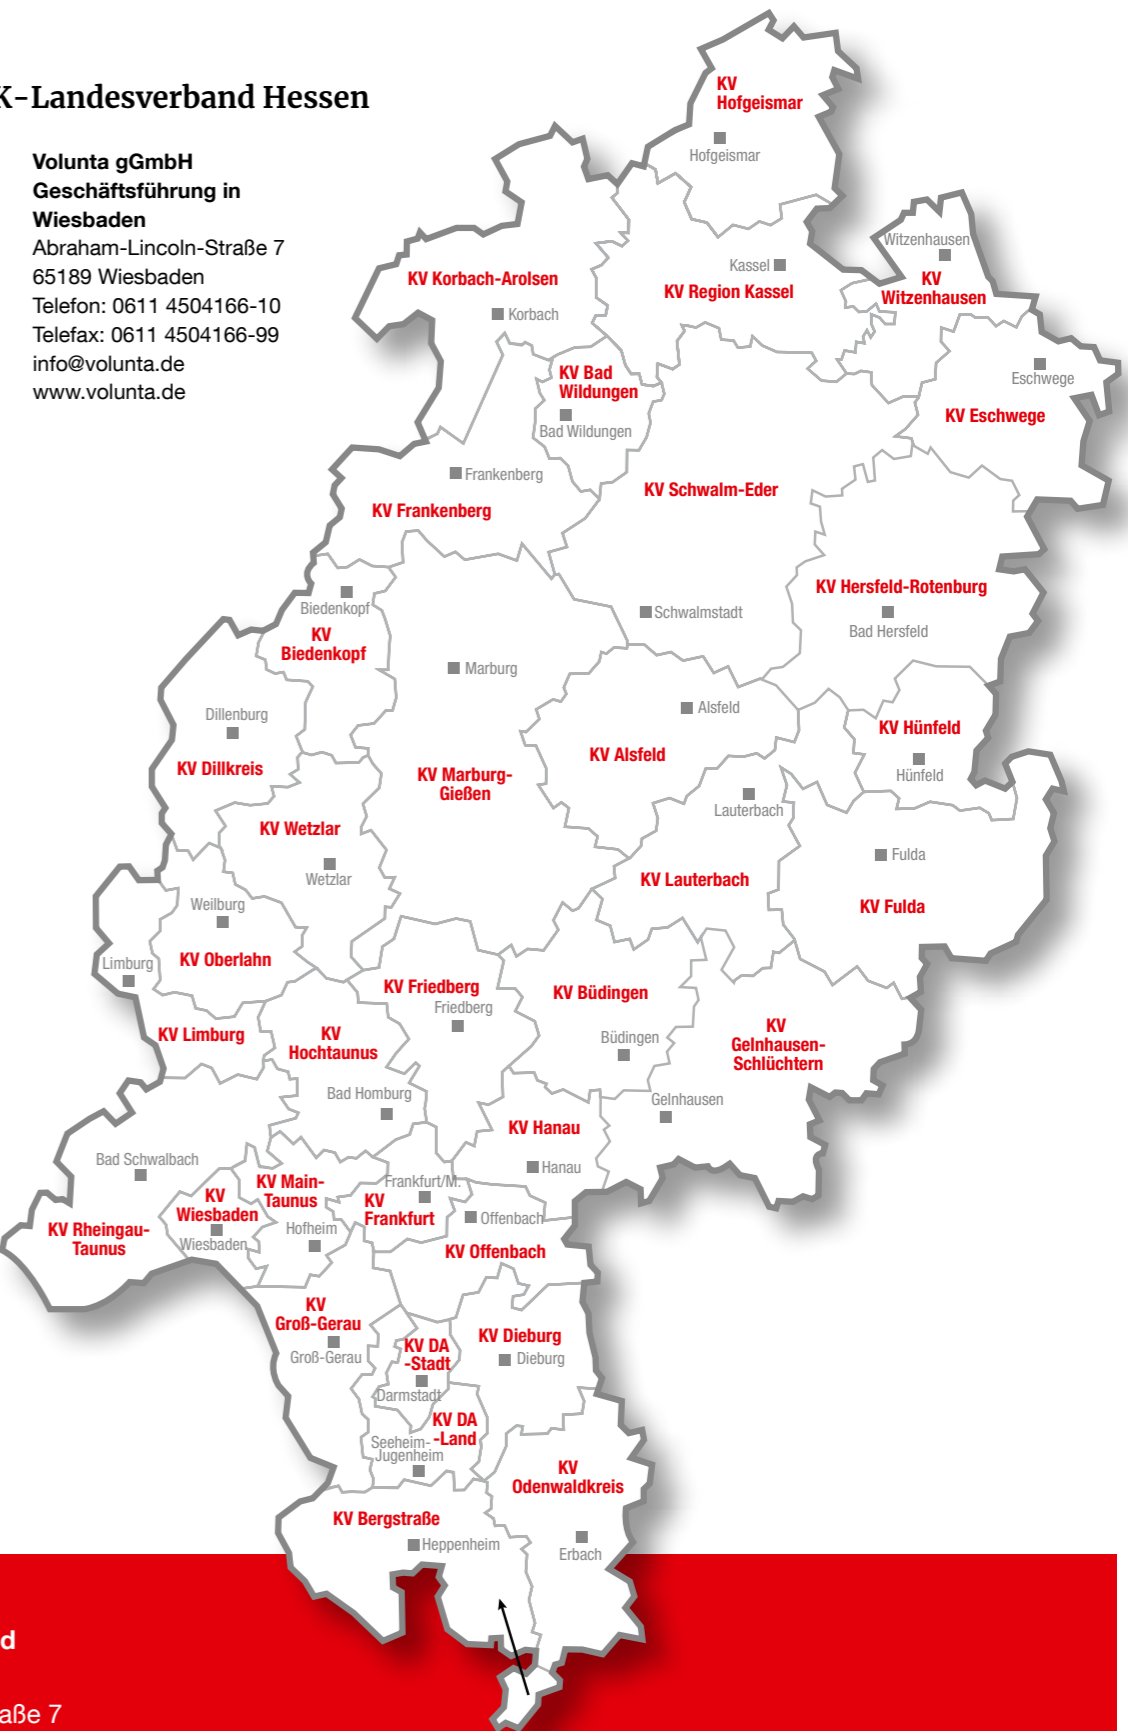 K-Landesverband Hessen
Volunta gGmbH
Geschäftsführung in
Wiesbaden
Abraham-Lincoln-Straße 7
65189 Wiesbaden
Telefon: 0611 4504166-10
Telefax: 0611 4504166-99
info@volunta.de
www.volunta.de
KV
Hofgeismar
Hofgeismar
Witzenhausen
KV
Witzenhausen
Kassel
KV Region Kassel
KV Korbach-Arolsen
Korbach
KV Bad
Wildungen
Bad Wildungen
Eschwege
KV Eschwege
Frankenberg
KV Frankenberg
KV Schwalm-Eder
Schwalmstadt
KV Hersfeld-Rotenburg
Bad Hersfeld
Biedenkopf
KV
Biedenkopf
Marburg
KV Marburg-
Gießen
Alsfeld
KV Alsfeld
KV Hünfeld
Hünfeld
Dillenburg
KV Dillkreis
KV Wetzlar
Wetzlar
Lauterbach
KV Lauterbach
Fulda
KV Fulda
Weilburg
KV Oberlahn
Limburg
KV Limburg
KV Friedberg
Friedberg
KV Büdingen
Büdingen
KV
Hochtaunus
Bad Homburg
KV
Gelnhausen-
Schlüchtern
Gelnhausen
KV Hanau
Hanau
Bad Schwalbach
KV Rheingau-
Taunus
KV
Wiesbaden
Wiesbaden
KV Main-
Taunus
Hofheim
Frankfurt/M.
KV
Frankfurt
Offenbach
KV Offenbach
KV
Groß-Gerau
Groß-Gerau
KV DA
-Stadt
Darmstadt
KV Dieburg
Dieburg
KV DA
-Land
Seeheim-
Jugenheim
KV
Odenwaldkreis
Erbach
KV Bergstraße
Heppenheim
d
aße 7